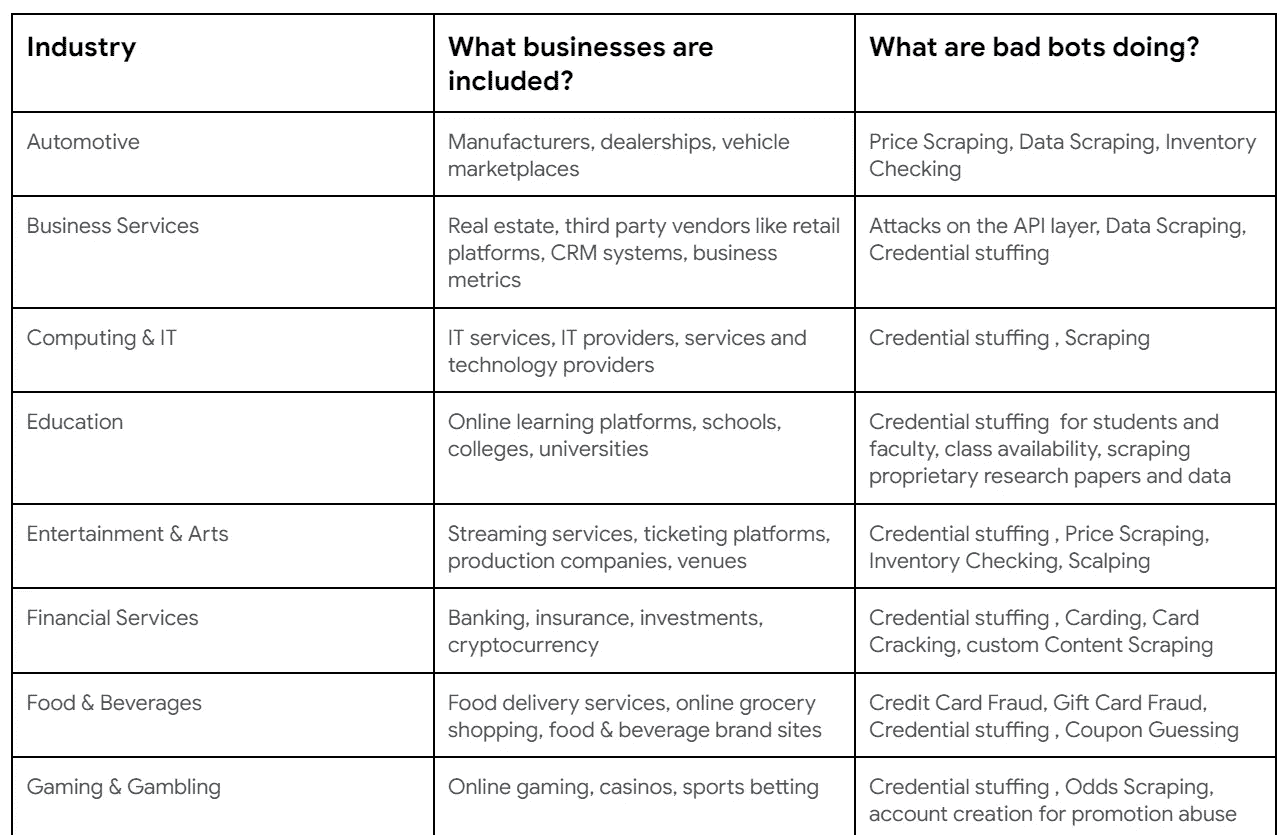 Industry
What businesses are
included?
What are bad bots doing?
Automotive
Manufacturers, dealerships, vehicle
marketplaces
Price Scraping, Data Scraping, Inventory
Checking
Business Services
Real estate, third party vendors like retail
platforms, CRM systems, business
metrics
Attacks on the API layer, Data Scraping,
Credential stuffing
Computing & IT
IT services, IT providers, services and
technology providers
Credential stuffing , Scraping
Education
Online learning platforms, schools,
colleges, universities
Credential stuffing  for students and
faculty, class availability, scraping
proprietary research papers and data
Entertainment & Arts
Streaming services, ticketing platforms,
production companies, venues
Credential stuffing , Price Scraping,
Inventory Checking, Scalping
Financial Services
Banking, insurance, investments,
cryptocurrency
Credential stuffing , Carding, Card
Cracking, custom Content Scraping
Food & Beverages
Food delivery services, online grocery
shopping, food & beverage brand sites
Credit Card Fraud, Gift Card Fraud,
Credential stuffing , Coupon Guessing
Gaming & Gambling
Online gaming, casinos, sports betting
Credential stuffing , Odds Scraping,
account creation for promotion abuse